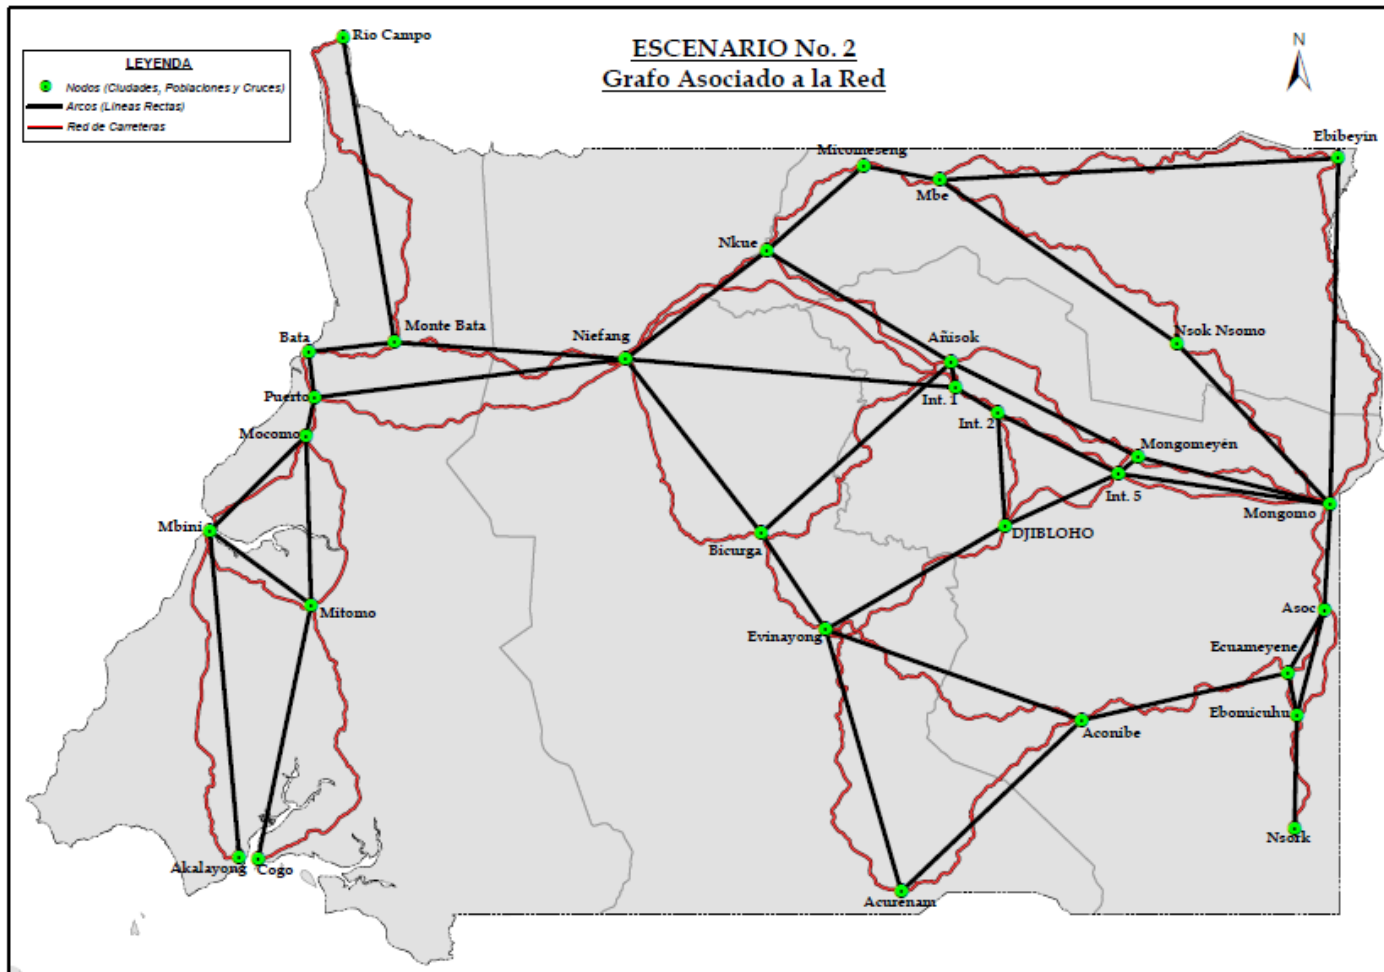 ESCENARIO No. 2
Grafo Asociado a la Red
LEYENDA
Nodos (Ciudades, Poblaciones y Cruces)
Arcos (Líneas Rectas)
Red de Carreteras
N
Rio Campo
Ebibeyin
Micomeseng
Mbe
Nkue
Monte Bata
Nsok Nsomo
Bata
Niefang
Añisok
Puerto
Int. 1
Int. 2
Mocomo
Mongomeyén
Int. 5
Mongomo
Mbini
DJIBLOHO
Bicurga
Mitomo
Asoc
Evinayong
Ecuameyene
Ebomicuhu
Aconibe
Nsork
Akalayong
Cogo
Acurenam